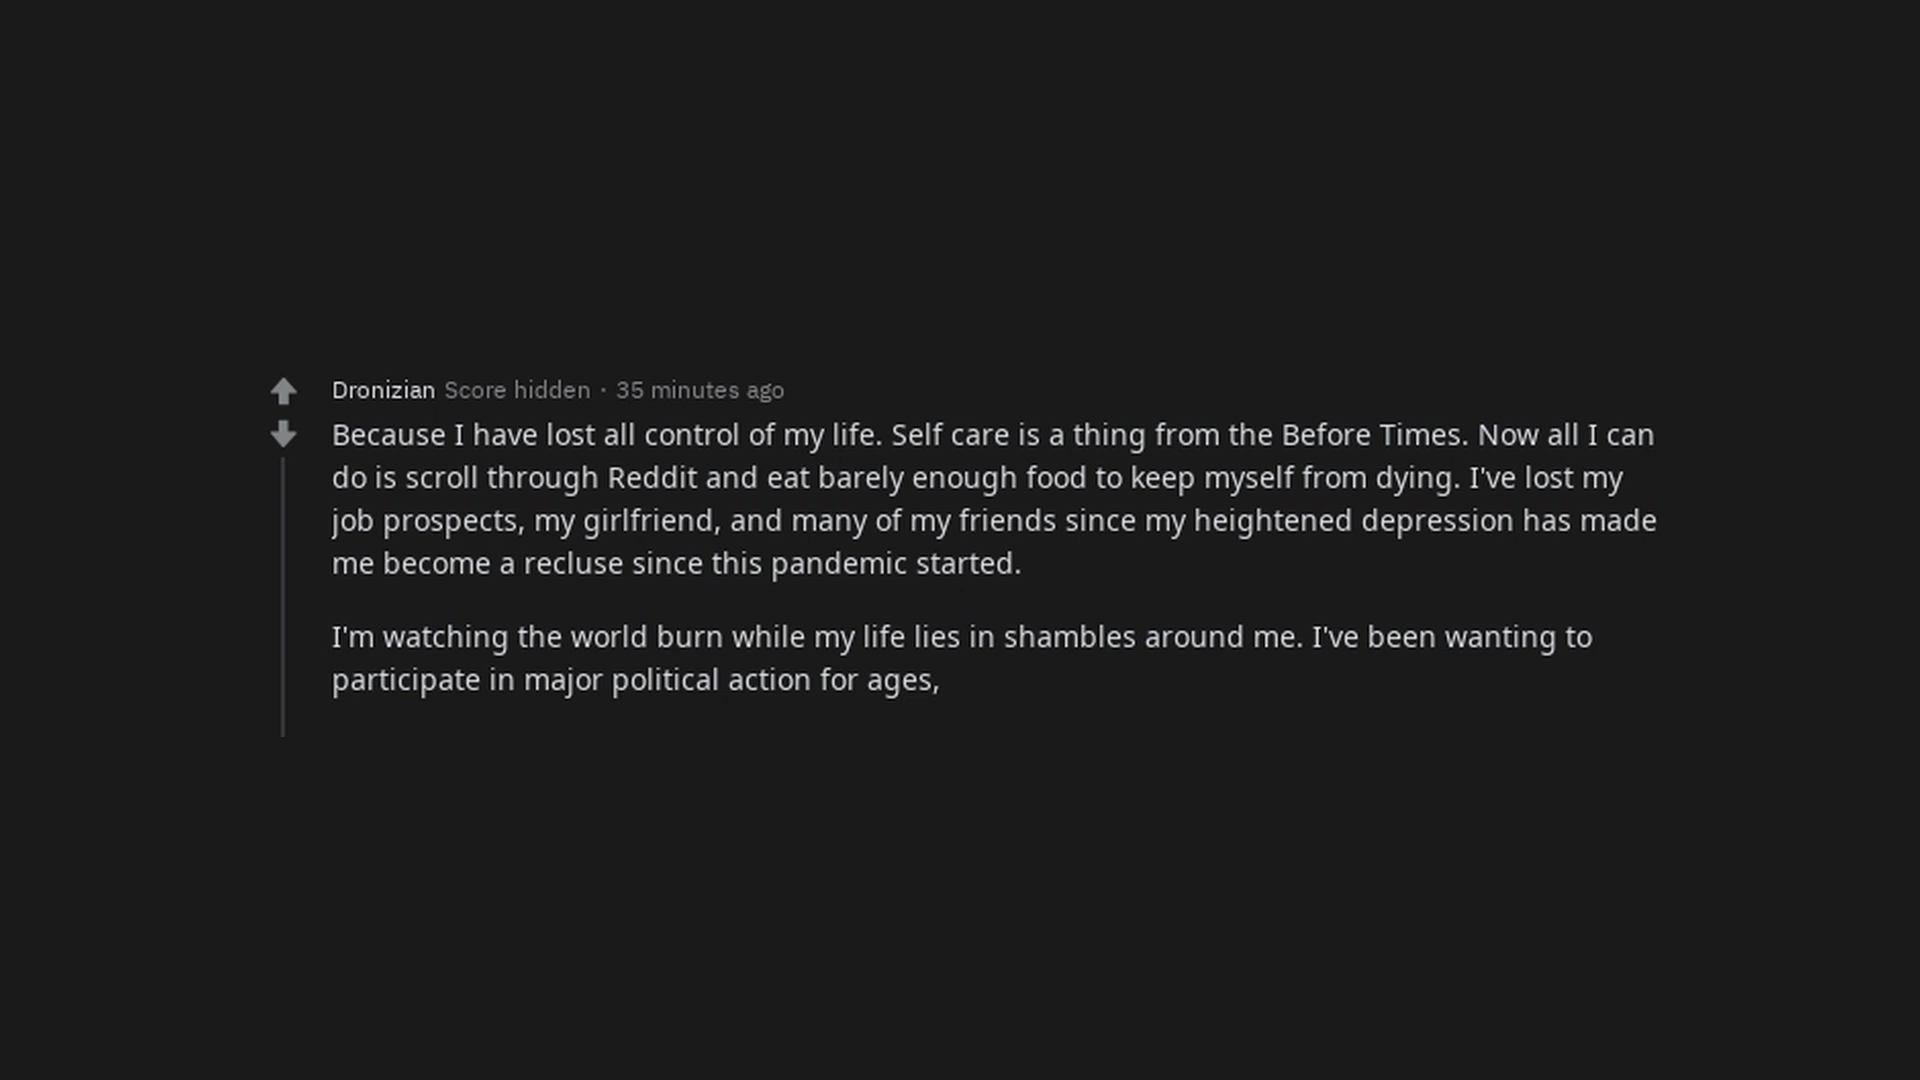 Dronizian Score hidden · 35 minutes ago
Because I have lost all control of my life. Self care is a thing from the Before Times. Now all I can
do is scroll through Reddit and eat barely enough food to keep myself from dying. I've lost my
job prospects, my girlfriend, and many of my friends since my heightened depression has made
me become a recluse since this pandemic started.
I'm watching the world burn while my life lies in shambles around me. I've been wanting to
participate in major political action for ages,